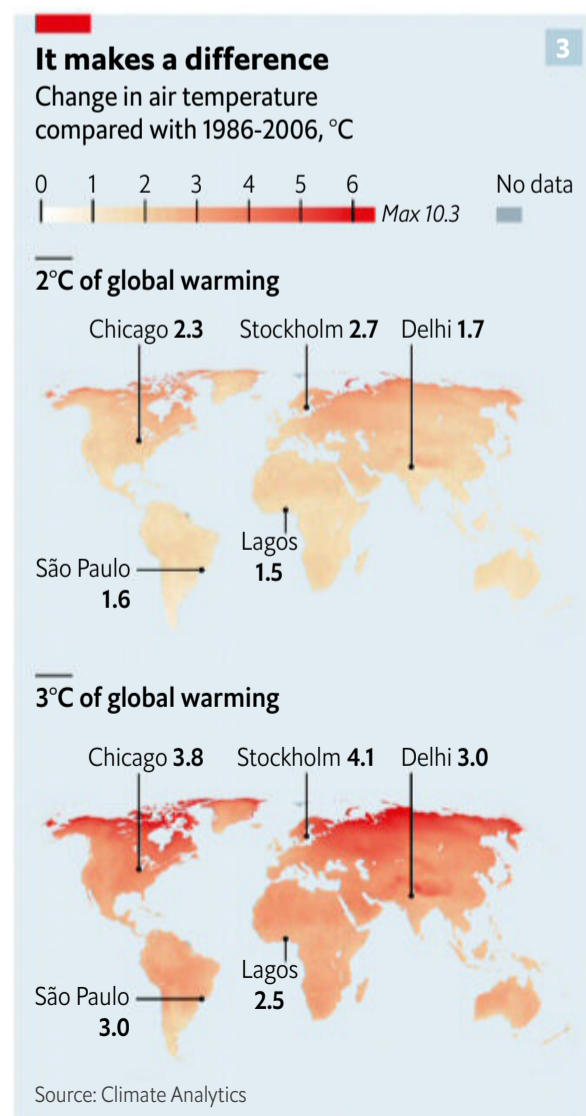 3
It makes a difference
Change in air temperature
compared with 1986-2006, °C
0 1 2 3 4 5 6 No data
Max 10.3
2°C of global warming
Chicago 2.3 Stockholm 2.7 Delhi 1.7
Lagos
1.5
São Paulo
1.6
3°C of global warming
Chicago 3.8 Stockholm 4.1 Delhi 3.0
Lagos
2.5
São Paulo
3.0
Source: Climate Analytics